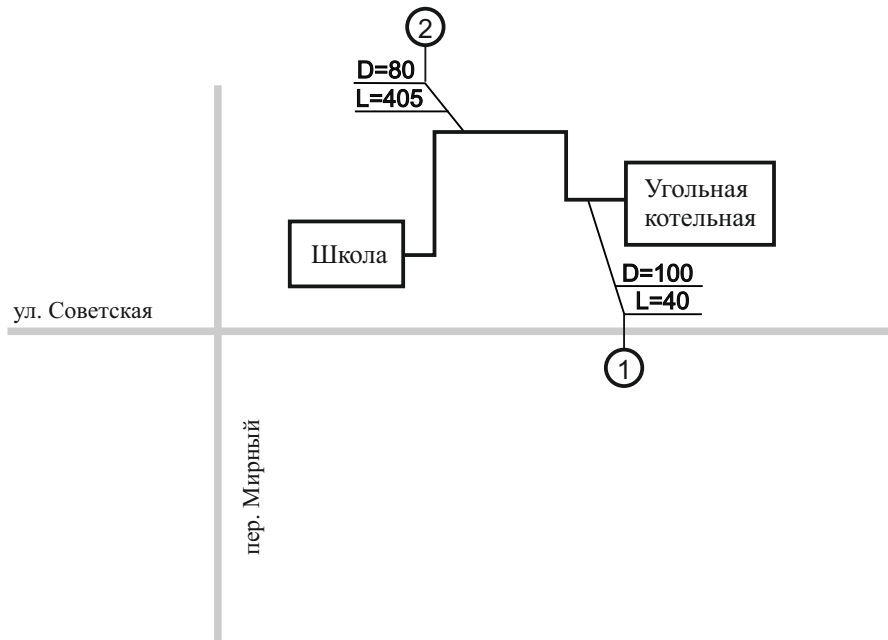 2
D=80
L=405
Угольная
котельная
Школа
D=100
L=40
ул. Советская
1
пер. Мирный